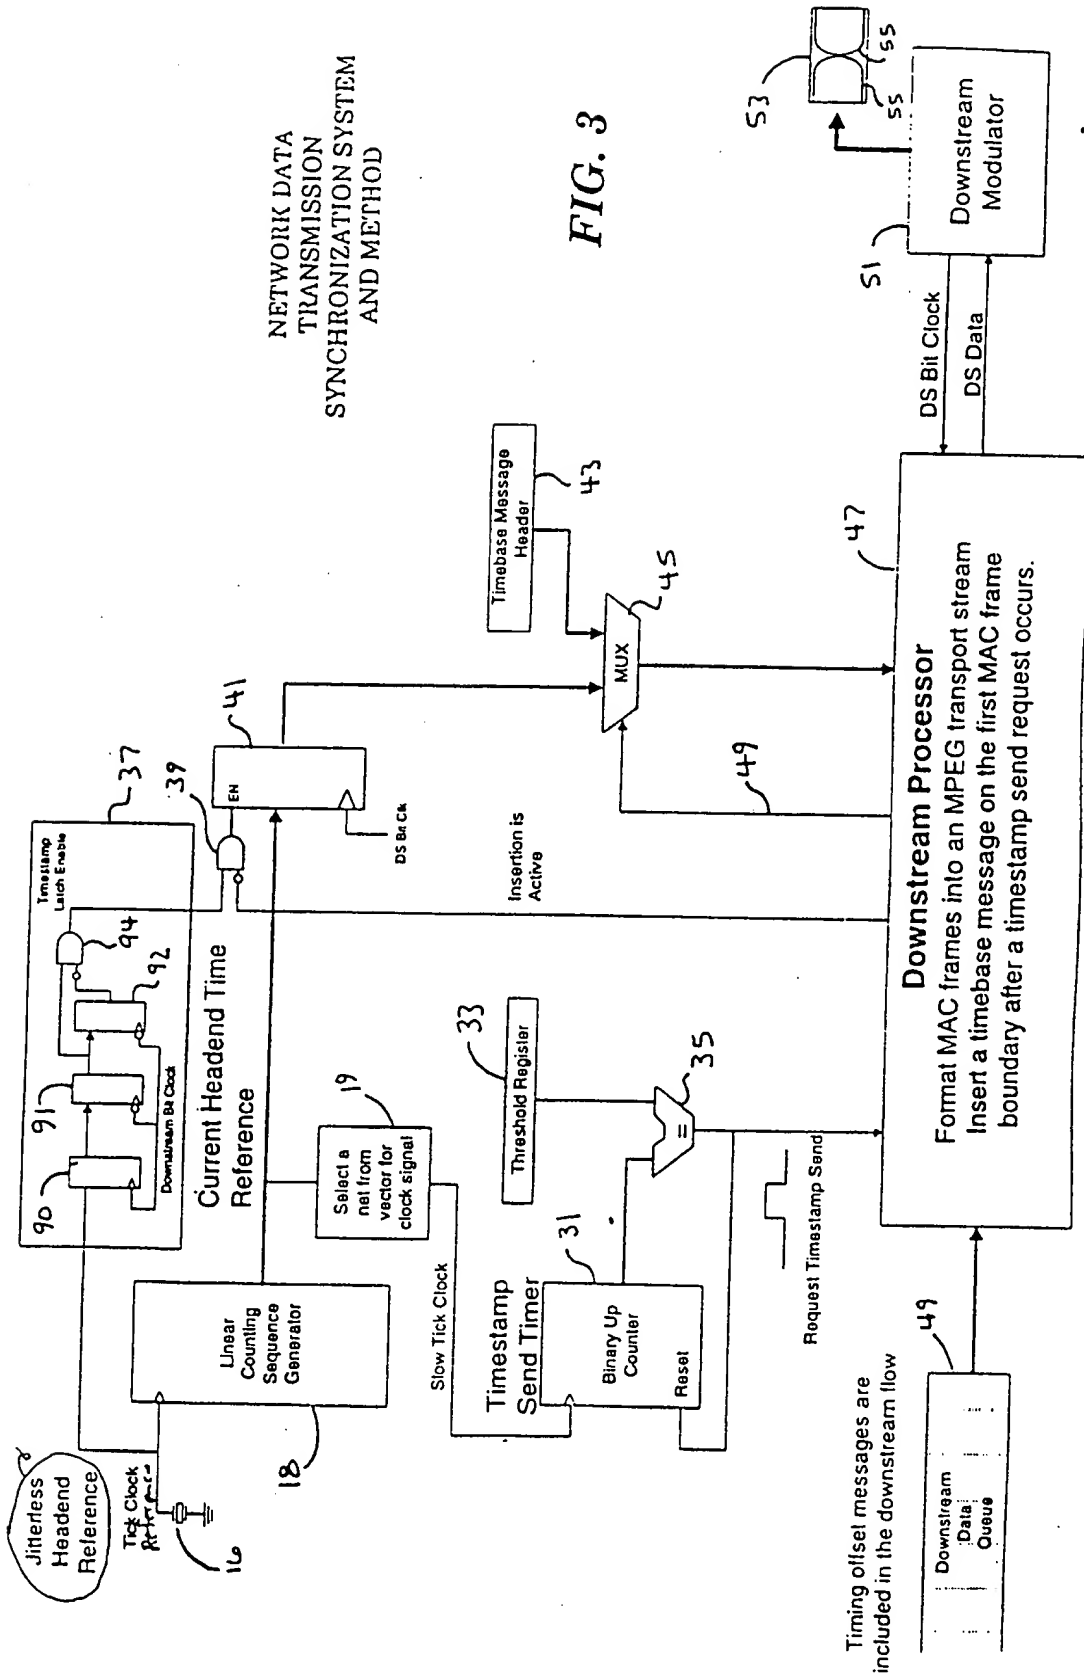 NETWORK DATA
TRANSMISSION
SYNCHRONIZATION SYSTEM
AND METHOD
FIG. 3
Jitterless
Headend
Reference
Tick Clock
Reference
16
18
Linear
Counting
Sequence
Generator
90
91
92
94
37
Timestamp
Latch Enable
Downstream Bit Clock
Current Headend Time
Reference
39
41
EN
DS Bit Clk
19
Select a
net from
vector for
clock signal
Slow Tick Clock
Timestamp
Send Timer
31
Binary Up
Counter
Reset
33
Threshold Register
35
=
Request Timestamp Send
Insertion is
Active
Timebase Message
Header
43
45
MUX
49
47
Downstream Processor
Format MAC frames into an MPEG transport stream
Insert a timebase message on the first MAC frame
boundary after a timestamp send request occurs.
Timing offset messages are
included in the downstream flow
49
Downstream
Data
Queue
DS Bit Clock
DS Data
51
Downstream
Modulator
53
55
55